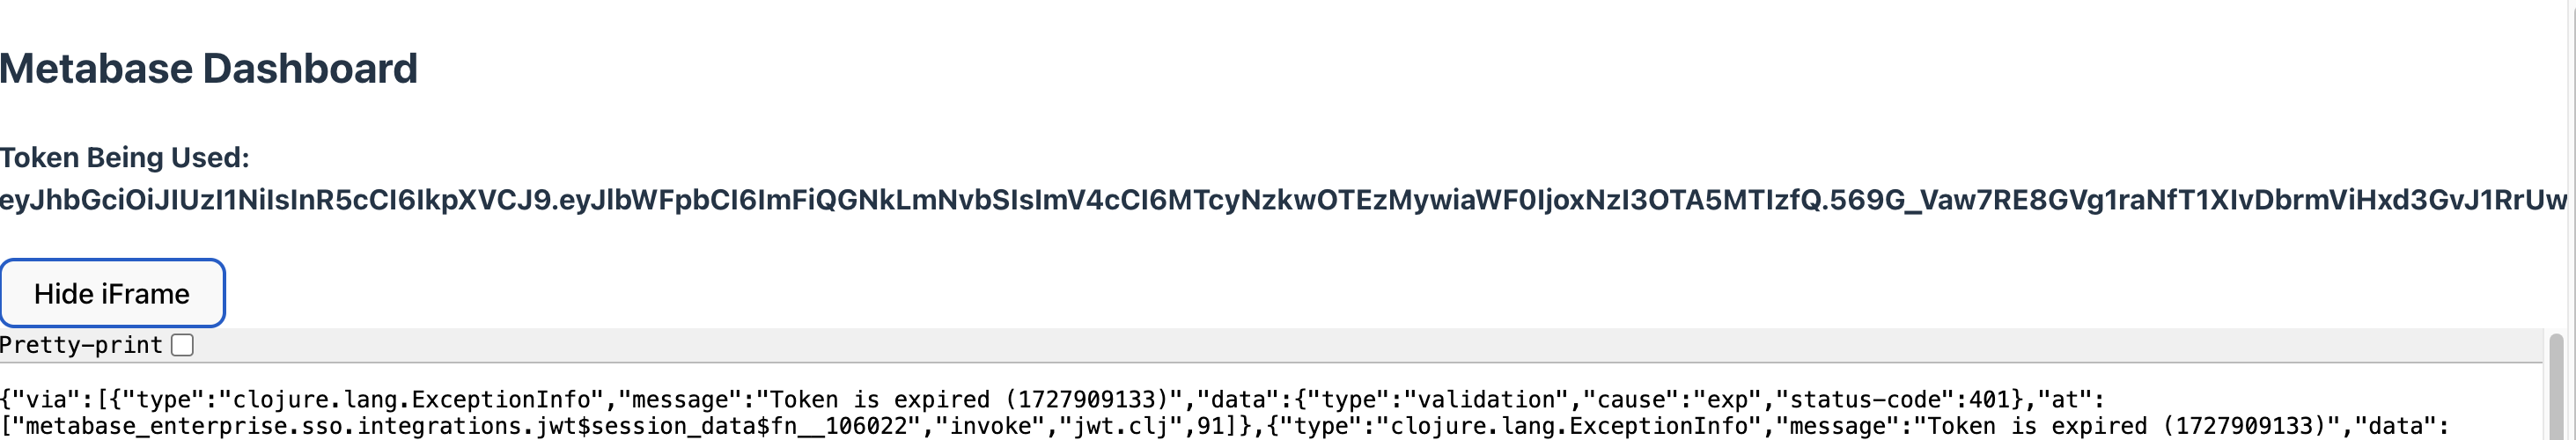 Metabase Dashboard
Token Being Used:
eyJhbGciOiJIUzI1NiIsInR5cCI6IkpXVCJ9.eyJlbWFpbCI6ImFiQGNkLmNvbSIsImV4cCI6MTcyNzkwOTEzMywiaWF0IjoxNzI3OTA5MTIzfQ.569G_Vaw7RE8GVg1raNfT1XIvDbrmViHxd3GvJ1RrUw
Hide iFrame
Pretty-print
{"via":[{"type":"clojure.lang.ExceptionInfo","message":"Token is expired (1727909133)","data":{"type":"validation","cause":"exp","status-code":401},"at":
["metabase_enterprise.sso.integrations.jwt$session_data$fn__106022","invoke","jwt.clj",91]},{"type":"clojure.lang.ExceptionInfo","message":"Token is expired (1727909133)","data":